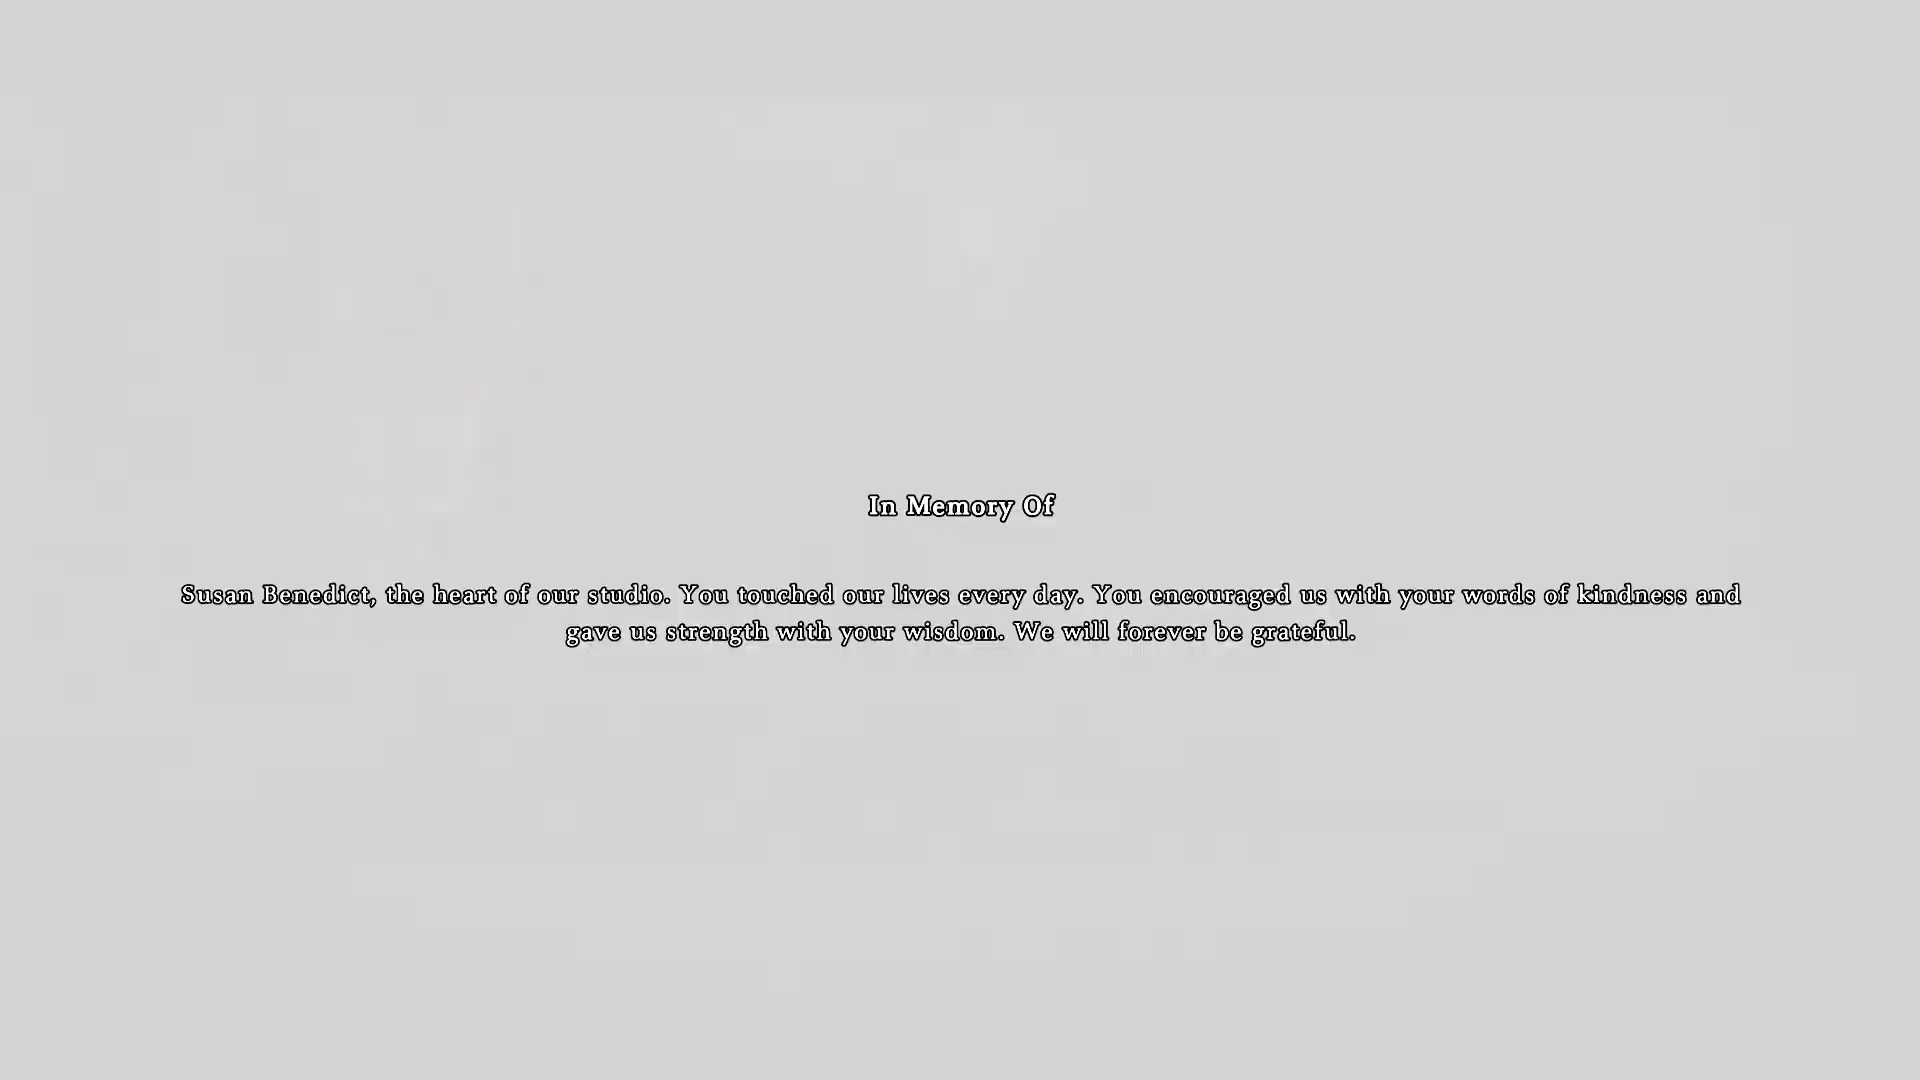 In Memory Of
Susan Benedict, the heart of our studio. You touched our lives every day. You encouraged us with your words of kindness and
gave us strength with your wisdom. We will forever be grateful.